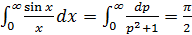 ∫₀^∞ (sin x)/x dx = ∫₀^∞ dp/(p²+1) = π/2